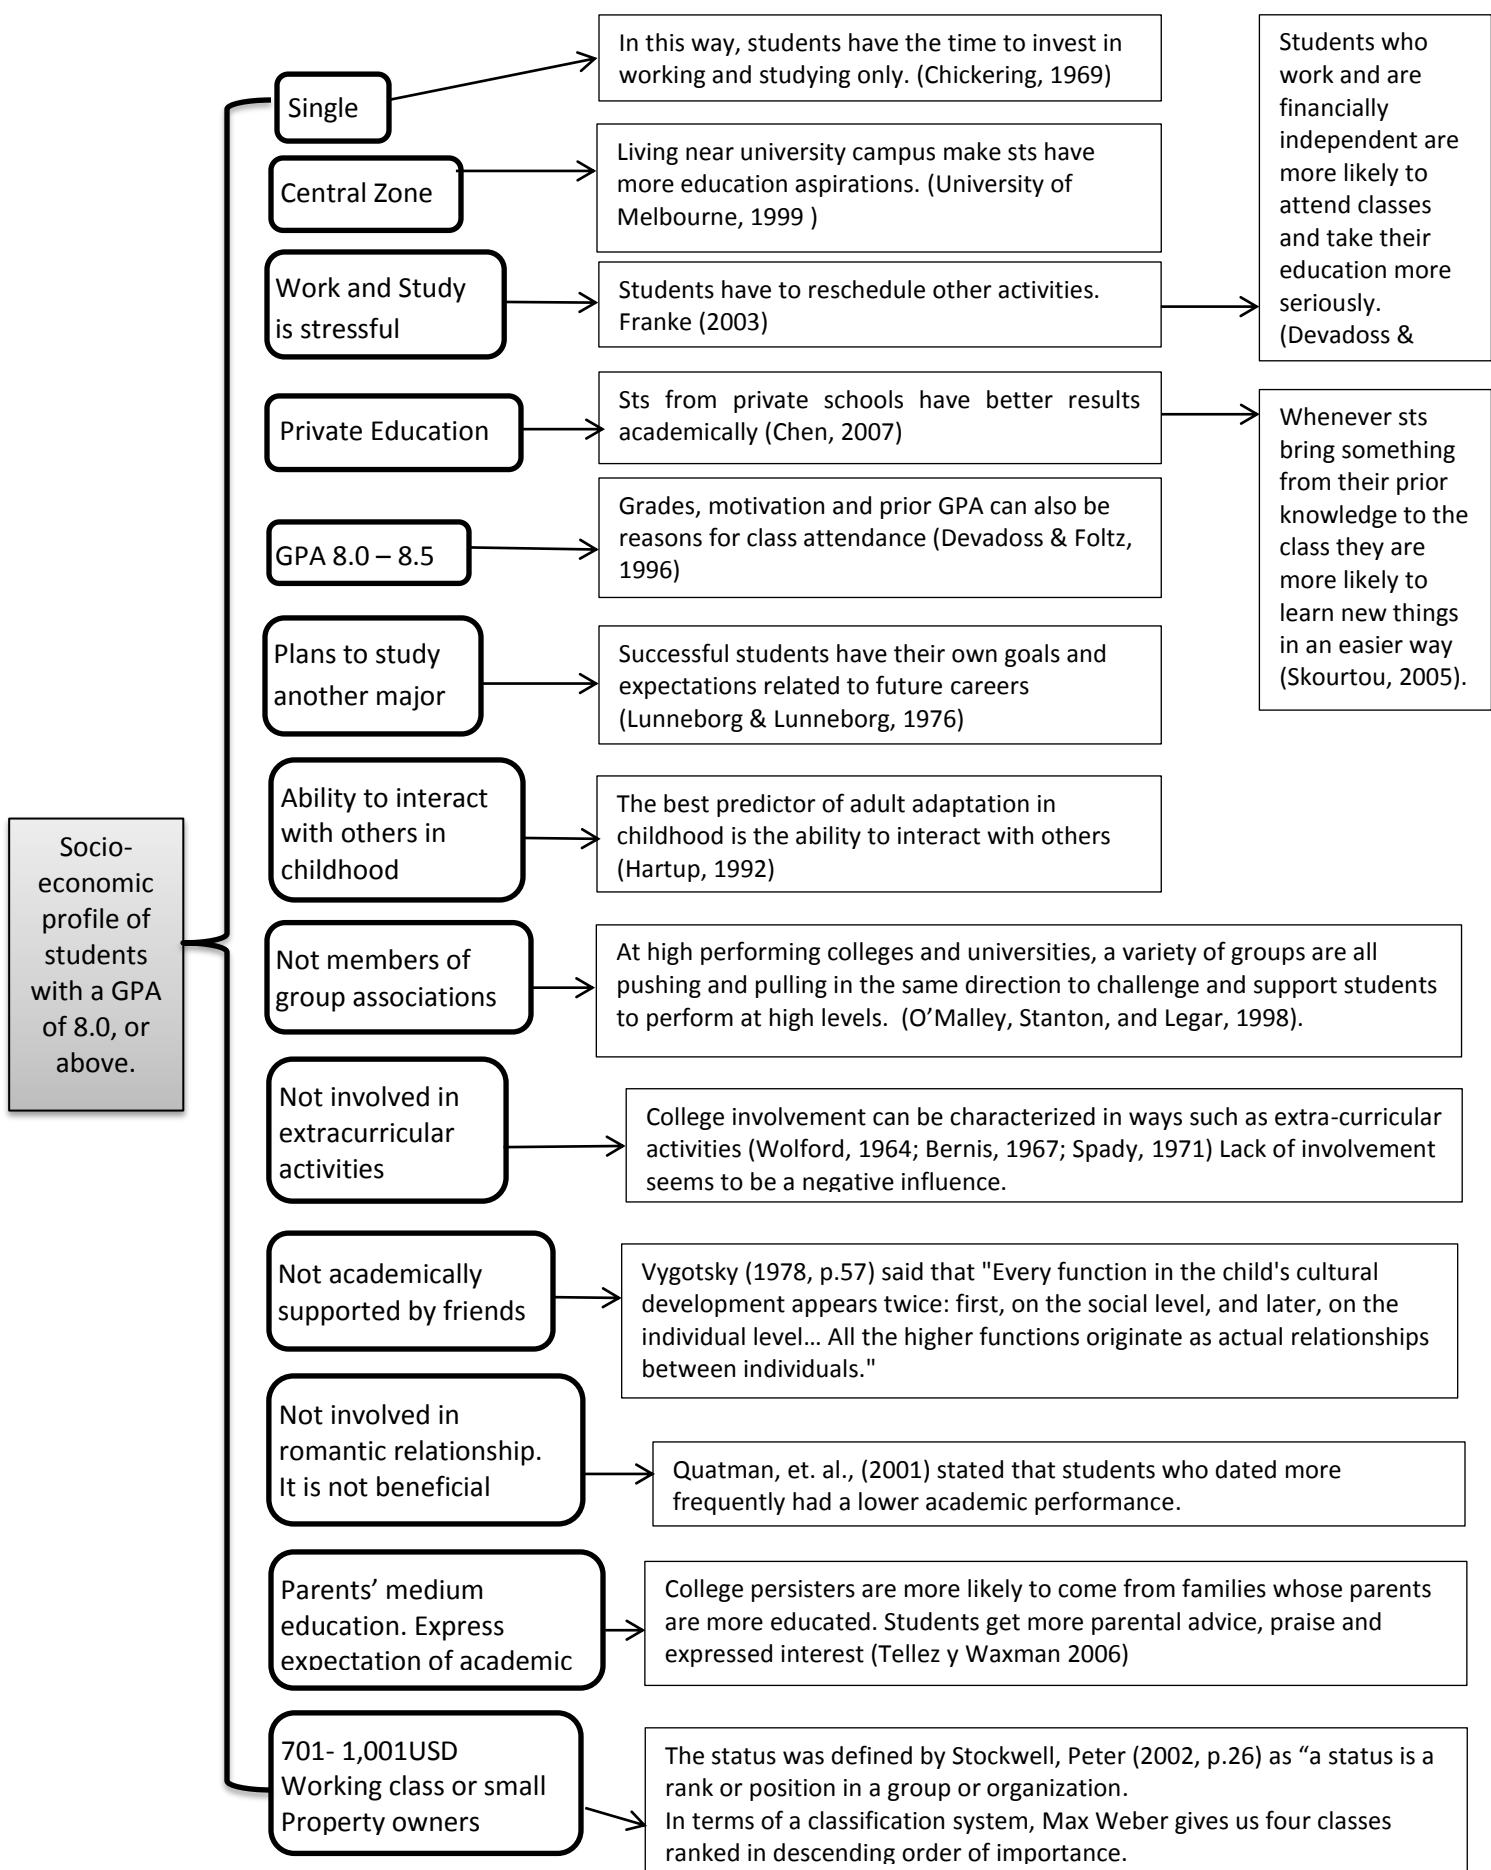 Socio-
economic
profile of
students
with a GPA
of 8.0, or
above.
Single
In this way, students have the time to invest in
working and studying only. (Chickering, 1969)
Central Zone
Living near university campus make sts have
more education aspirations. (University of
Melbourne, 1999 )
Work and Study
is stressful
Students have to reschedule other activities.
Franke (2003)
Students who
work and are
financially
independent are
more likely to
attend classes
and take their
education more
seriously.
(Devadoss &
Private Education
Sts from private schools have better results
academically (Chen, 2007)
Whenever sts
bring something
from their prior
knowledge to the
class they are
more likely to
learn new things
in an easier way
(Skourtou, 2005).
GPA 8.0 – 8.5
Grades, motivation and prior GPA can also be
reasons for class attendance (Devadoss & Foltz,
1996)
Plans to study
another major
Successful students have their own goals and
expectations related to future careers
(Lunneborg & Lunneborg, 1976)
Ability to interact
with others in
childhood
The best predictor of adult adaptation in
childhood is the ability to interact with others
(Hartup, 1992)
Not members of
group associations
At high performing colleges and universities, a variety of groups are all
pushing and pulling in the same direction to challenge and support students
to perform at high levels.  (O’Malley, Stanton, and Legar, 1998).
Not involved in
extracurricular
activities
College involvement can be characterized in ways such as extra-curricular
activities (Wolford, 1964; Bernis, 1967; Spady, 1971) Lack of involvement
seems to be a negative influence.
Not academically
supported by friends
Vygotsky (1978, p.57) said that "Every function in the child's cultural
development appears twice: first, on the social level, and later, on the
individual level… All the higher functions originate as actual relationships
between individuals."
Not involved in
romantic relationship.
It is not beneficial
Quatman, et. al., (2001) stated that students who dated more
frequently had a lower academic performance.
Parents’ medium
education. Express
expectation of academic
College persisters are more likely to come from families whose parents
are more educated. Students get more parental advice, praise and
expressed interest (Tellez y Waxman 2006)
701- 1,001USD
Working class or small
Property owners
The status was defined by Stockwell, Peter (2002, p.26) as “a status is a
rank or position in a group or organization.
In terms of a classification system, Max Weber gives us four classes
ranked in descending order of importance.